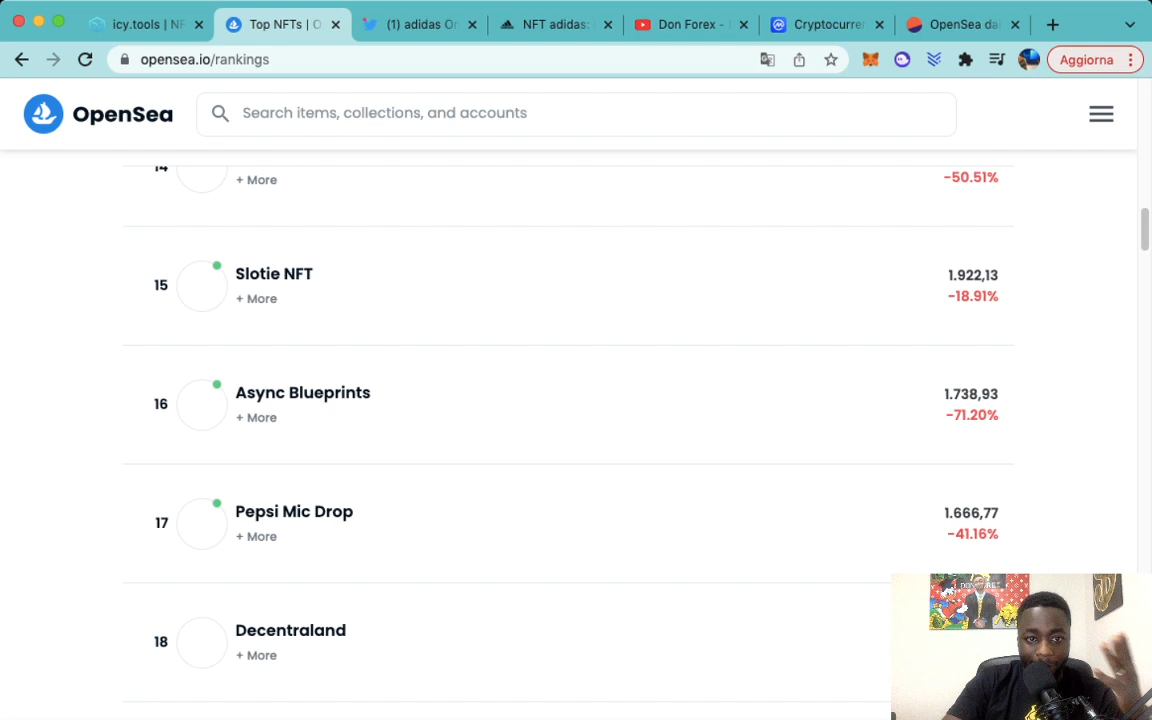 icy.tools | NF
Top NFTs | O
(1) adidas Or
NFT adidas:
Don Forex -
Cryptocurrer
OpenSea dai
opensea.io/rankings
Aggiorna
OpenSea
Search items, collections, and accounts
14
+ More
-50.51%
15
Slotie NFT
1.922,13
+ More
-18.91%
16
Async Blueprints
1.738,93
+ More
-71.20%
17
Pepsi Mic Drop
1.666,77
+ More
-41.16%
18
Decentraland
+ More